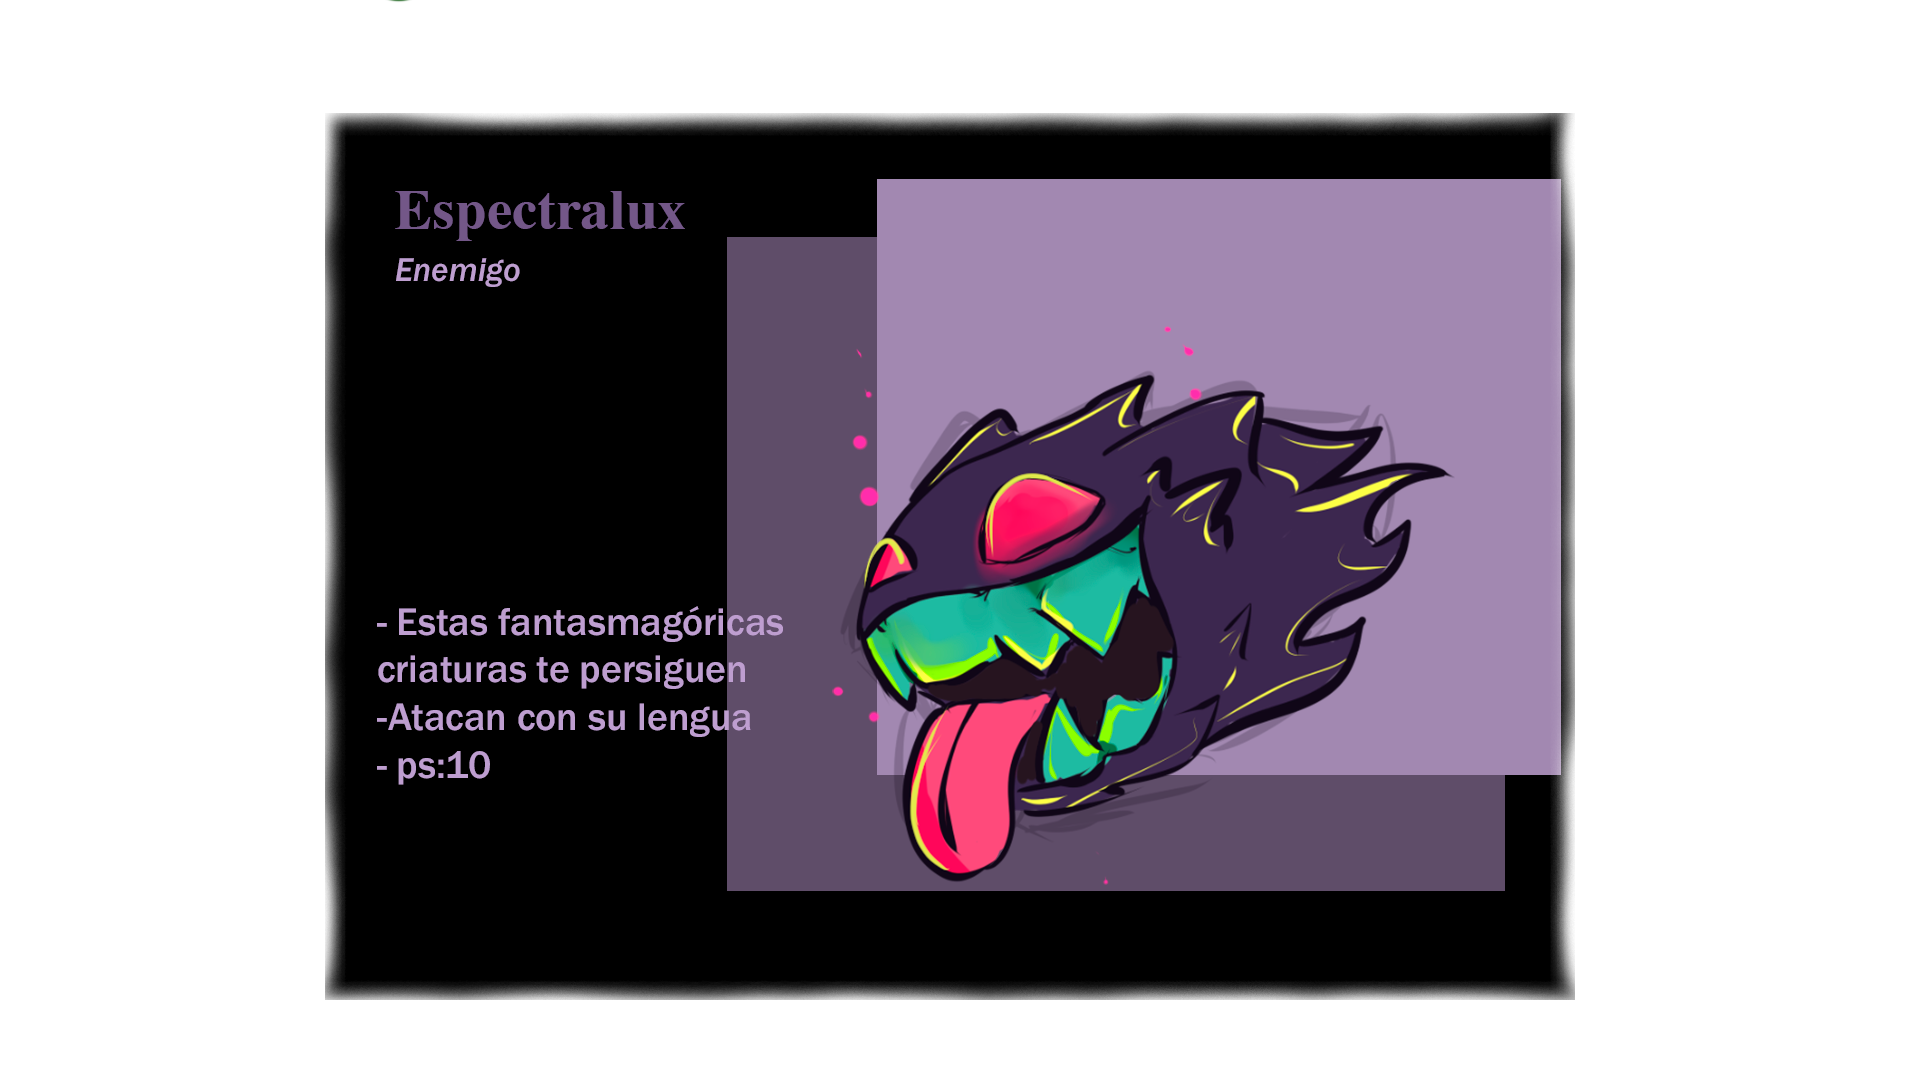 Espectralux
Enemigo
- Estas fantasmagóricas
criaturas te persiguen
-Atacan con su lengua
- ps:10